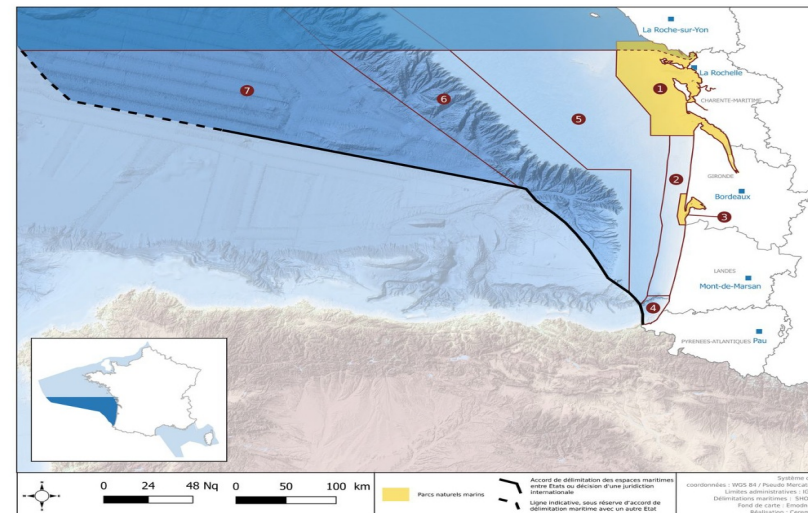 La Roche-sur-Yon
La Rochelle
1
CHARENTE-MARITIME
7
6
5
2
GIRONDE
Bordeaux
3
LANDES
Mont-de-Marsan
4
PYRENEES-ATLANTIQUES
Pau
0 24 48 Nq
0 50 100 km
Parcs naturels marins
Accord de délimitation des espaces maritimes
entre Etats ou décision d'une juridiction
internationale
Ligne indicative, sous réserve d'accord de
délimitation maritime avec un autre Etat
Système d
coordonnées : WGS 84 / Pseudo Mercat
Limites administratives : I
Délimitations maritimes : SHO
Fond de carte : Emodn
Réalisation : Cerem